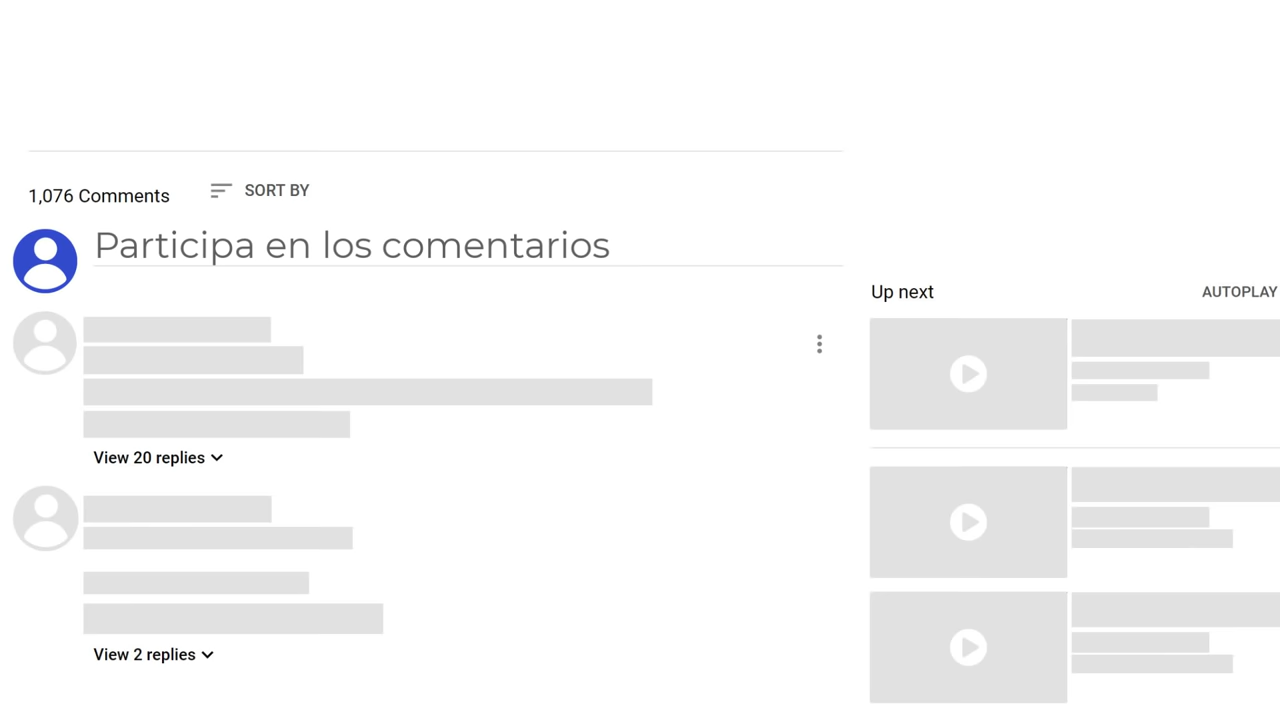 1,076 Comments
SORT BY
Participa en los comentarios
Up next
AUTOPLAY
View 20 replies
View 2 replies